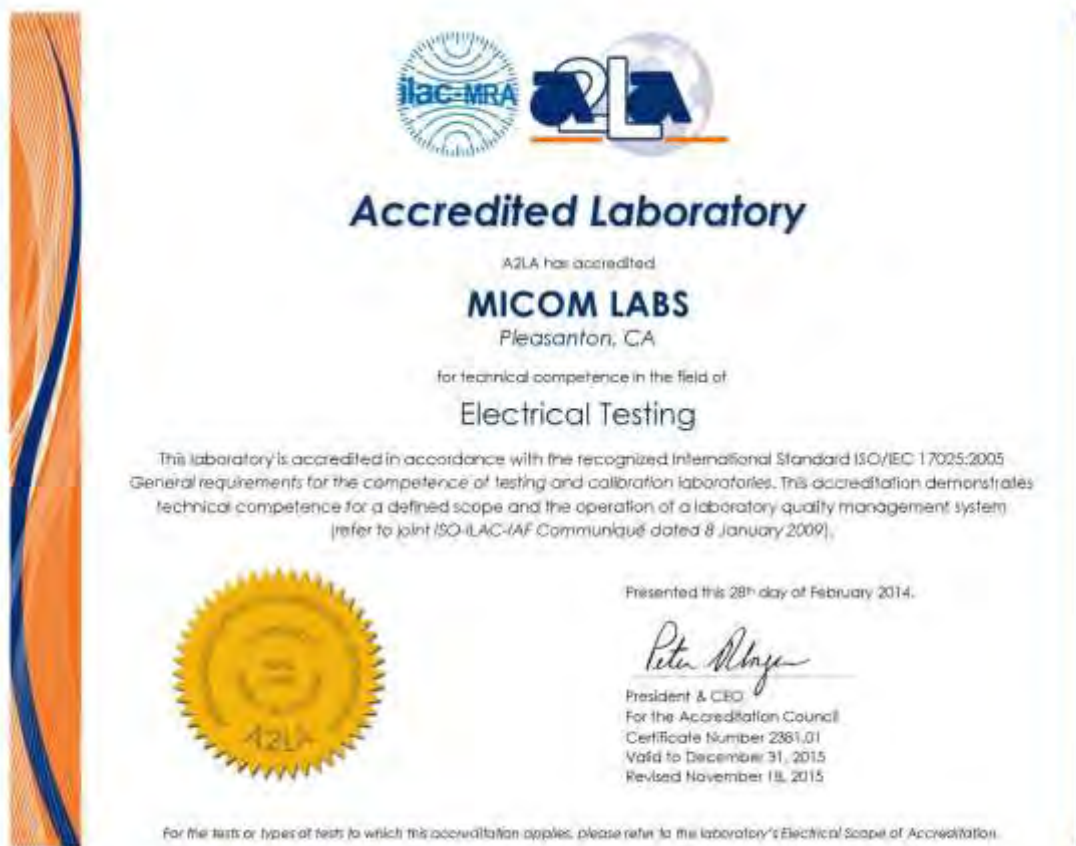 ilac-MRA
A2LA
Accredited Laboratory
A2LA has accredited
MICOM LABS
Pleasanton, CA
for technical competence in the field of
Electrical Testing
This laboratory is accredited in accordance with the recognized International Standard ISO/IEC 17025:2005
General requirements for the competence of testing and calibration laboratories. This accreditation demonstrates
technical competence for a defined scope and the operation of a laboratory quality management system
(refer to joint ISO-ILAC-IAF Communiqué dated 8 January 2009).
Presented this 28th day of February 2014.
Peter
President & CEO
For the Accreditation Council
Certificate Number 2381.01
Valid to December 31, 2015
Revised November 18, 2015
A2LA
For the tests or types of tests to which this accreditation applies, please refer to the laboratory's Electrical Scope of Accreditation.